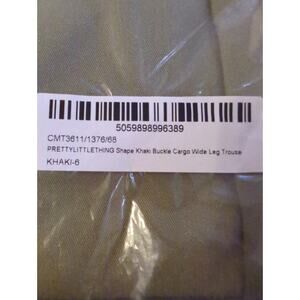 5059898996389
CMT3611/1376/68
PRETTYLITTLETHING Shape Khaki Buckle Cargo Wide Leg Trouse
KHAKI-6